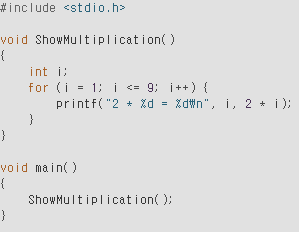 #include <stdio.h>
void ShowMultiplication()
{
int i;
for (i = 1; i <= 9; i++) {
printf("2 * %d = %d₩n", i, 2 * i);
}
}
void main()
{
ShowMultiplication();
}